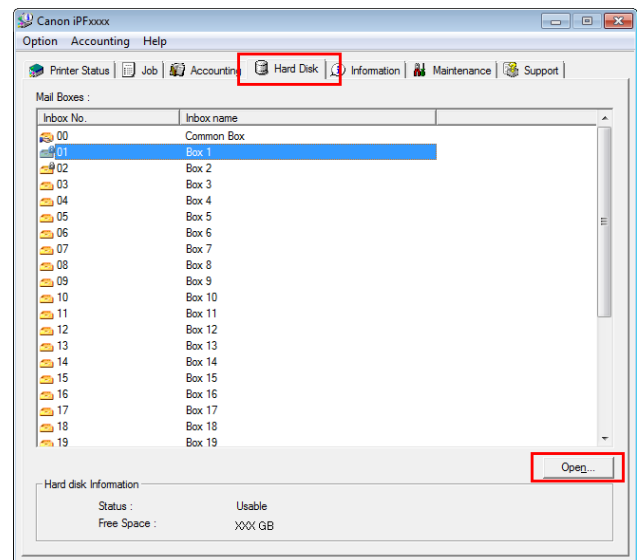 Canon iPFxxxx
Option Accounting Help
Printer Status Job Accounting Hard Disk Information Maintenance Support
Mail Boxes :
Inbox No. Inbox name
00 Common Box
01 Box 1
02 Box 2
03 Box 3
04 Box 4
05 Box 5
06 Box 6
07 Box 7
08 Box 8
09 Box 9
10 Box 10
11 Box 11
12 Box 12
13 Box 13
14 Box 14
15 Box 15
16 Box 16
17 Box 17
18 Box 18
19 Box 19
Open...
Hard disk Information
Status : Usable
Free Space : XXX GB